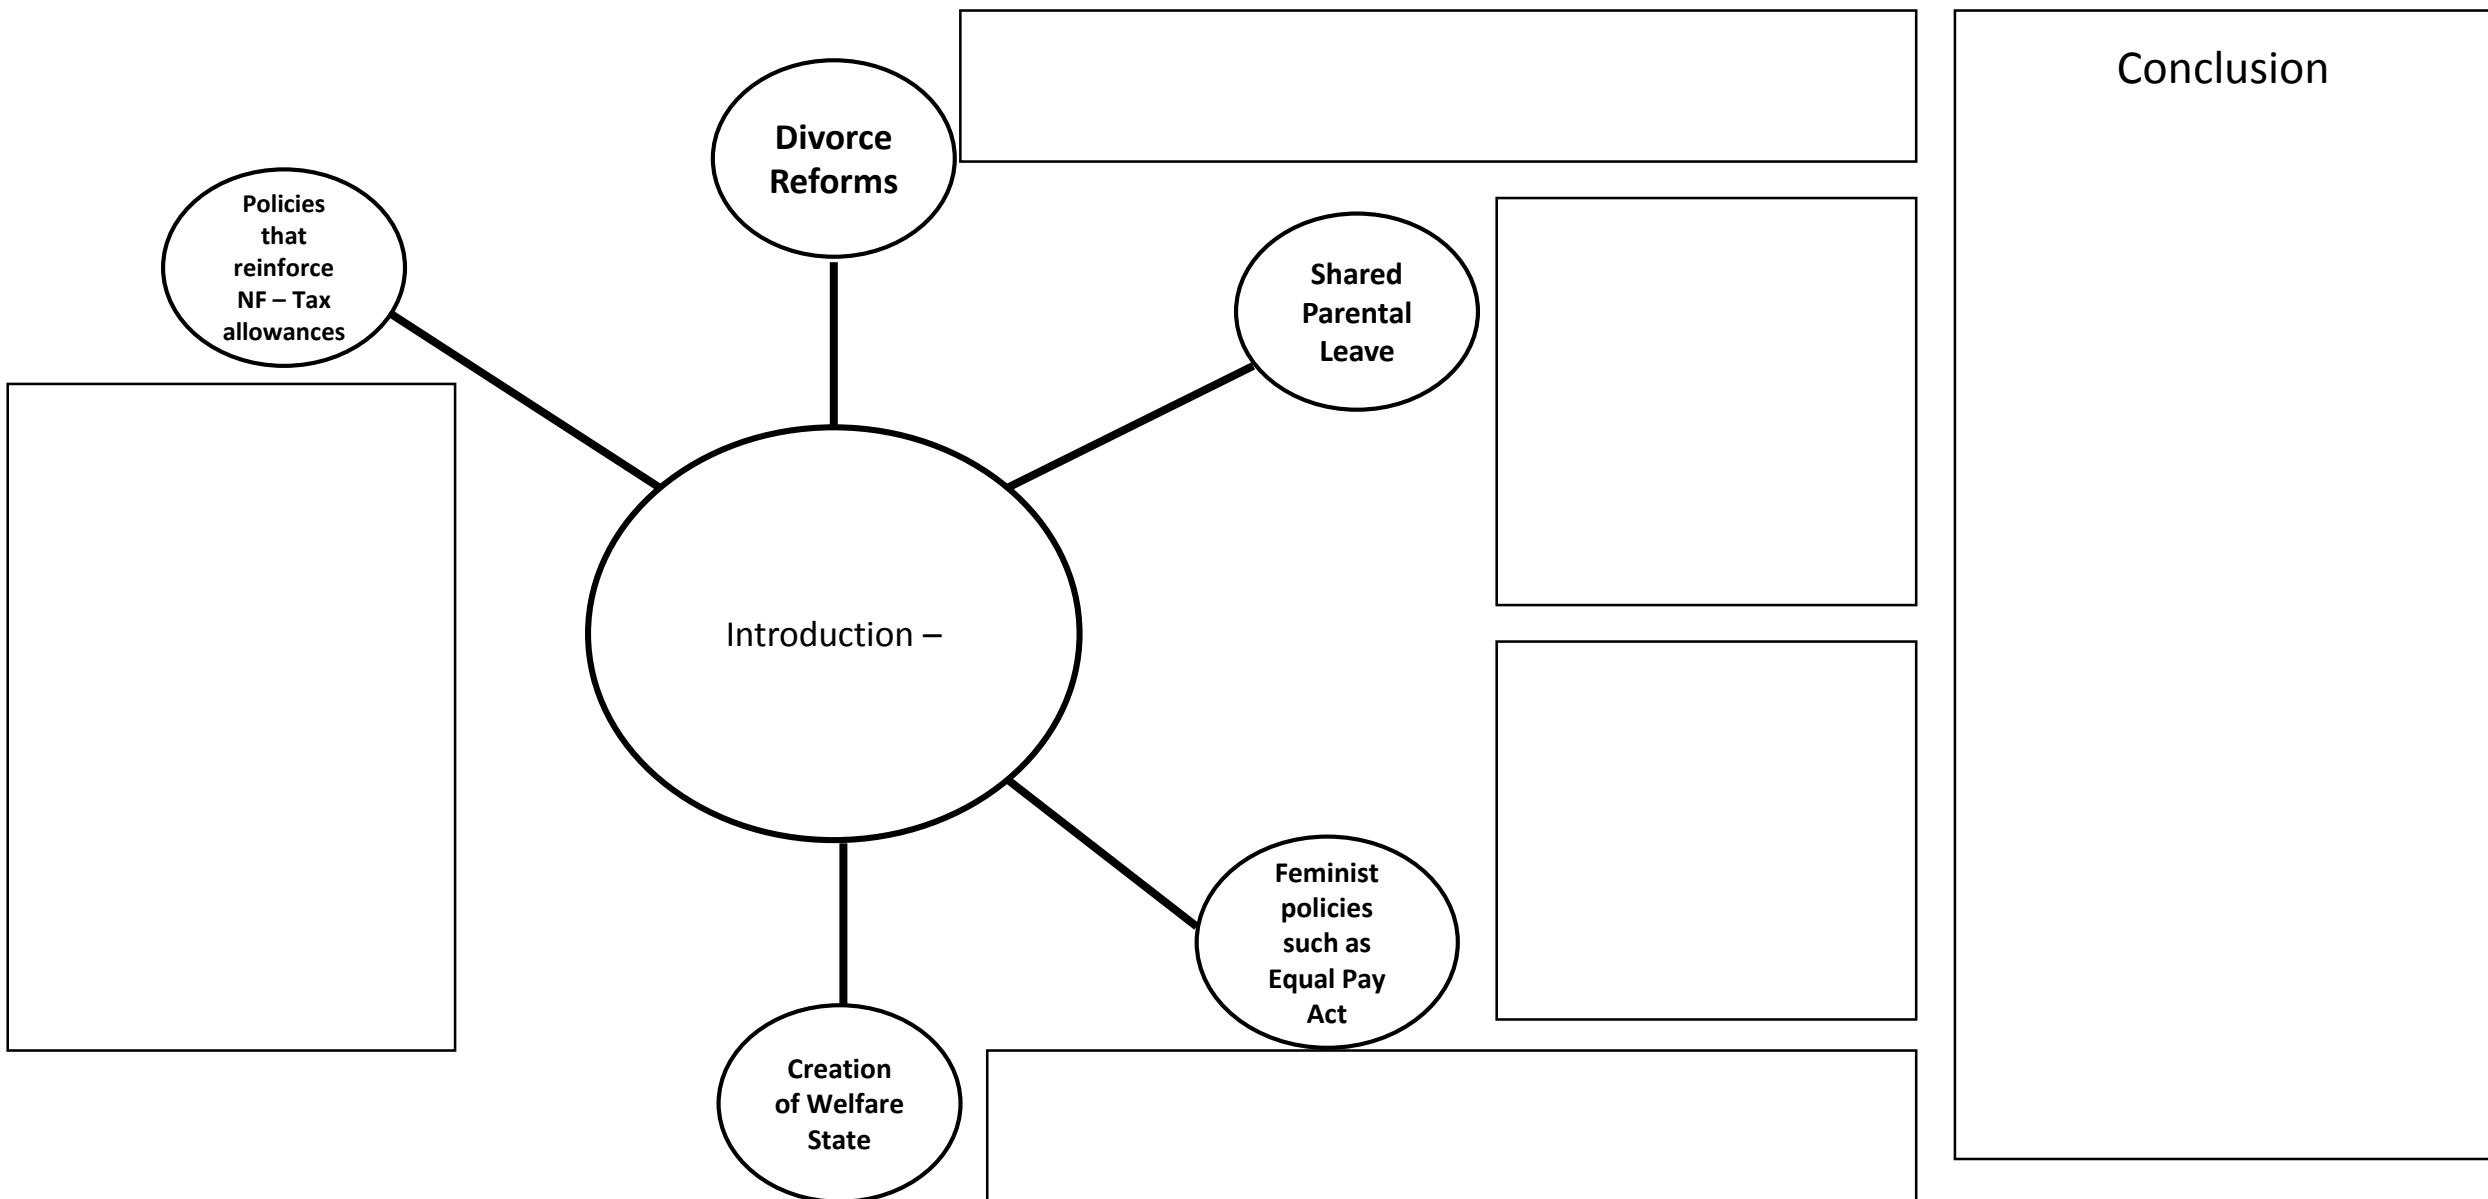 Conclusion
Divorce
Reforms
Policies
that
reinforce
NF – Tax
allowances
Shared
Parental
Leave
Introduction –
Feminist
policies
such as
Equal Pay
Act
Creation
of Welfare
State